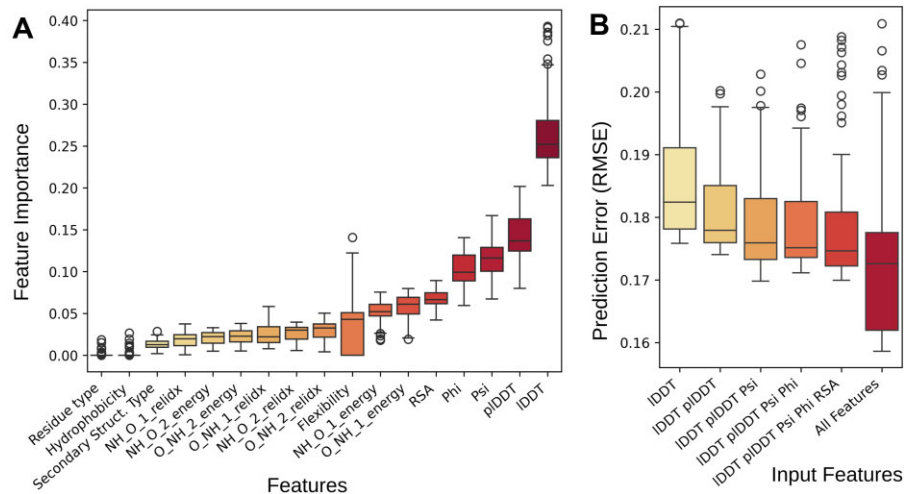 A
Feature Importance
0.40
0.35
0.30
0.25
0.20
0.15
0.10
0.05
0.00
Residue type
Hydrophobicity
Secondary Struct. Type
NH_O_1_relidx
NH_O_2_energy
O_NH_2_energy
O_NH_1_relidx
NH_O_2_relidx
O_NH_2_relidx
Flexibility
NH_O_1_energy
O_NH_1_energy
RSA
Phi
Psi
plDDT
lDDT
Features
B
Prediction Error (RMSE)
0.21
0.20
0.19
0.18
0.17
0.16
lDDT
lDDT plDDT
lDDT plDDT Psi
lDDT plDDT Psi Phi
lDDT plDDT Psi Phi RSA
All Features
Input Features